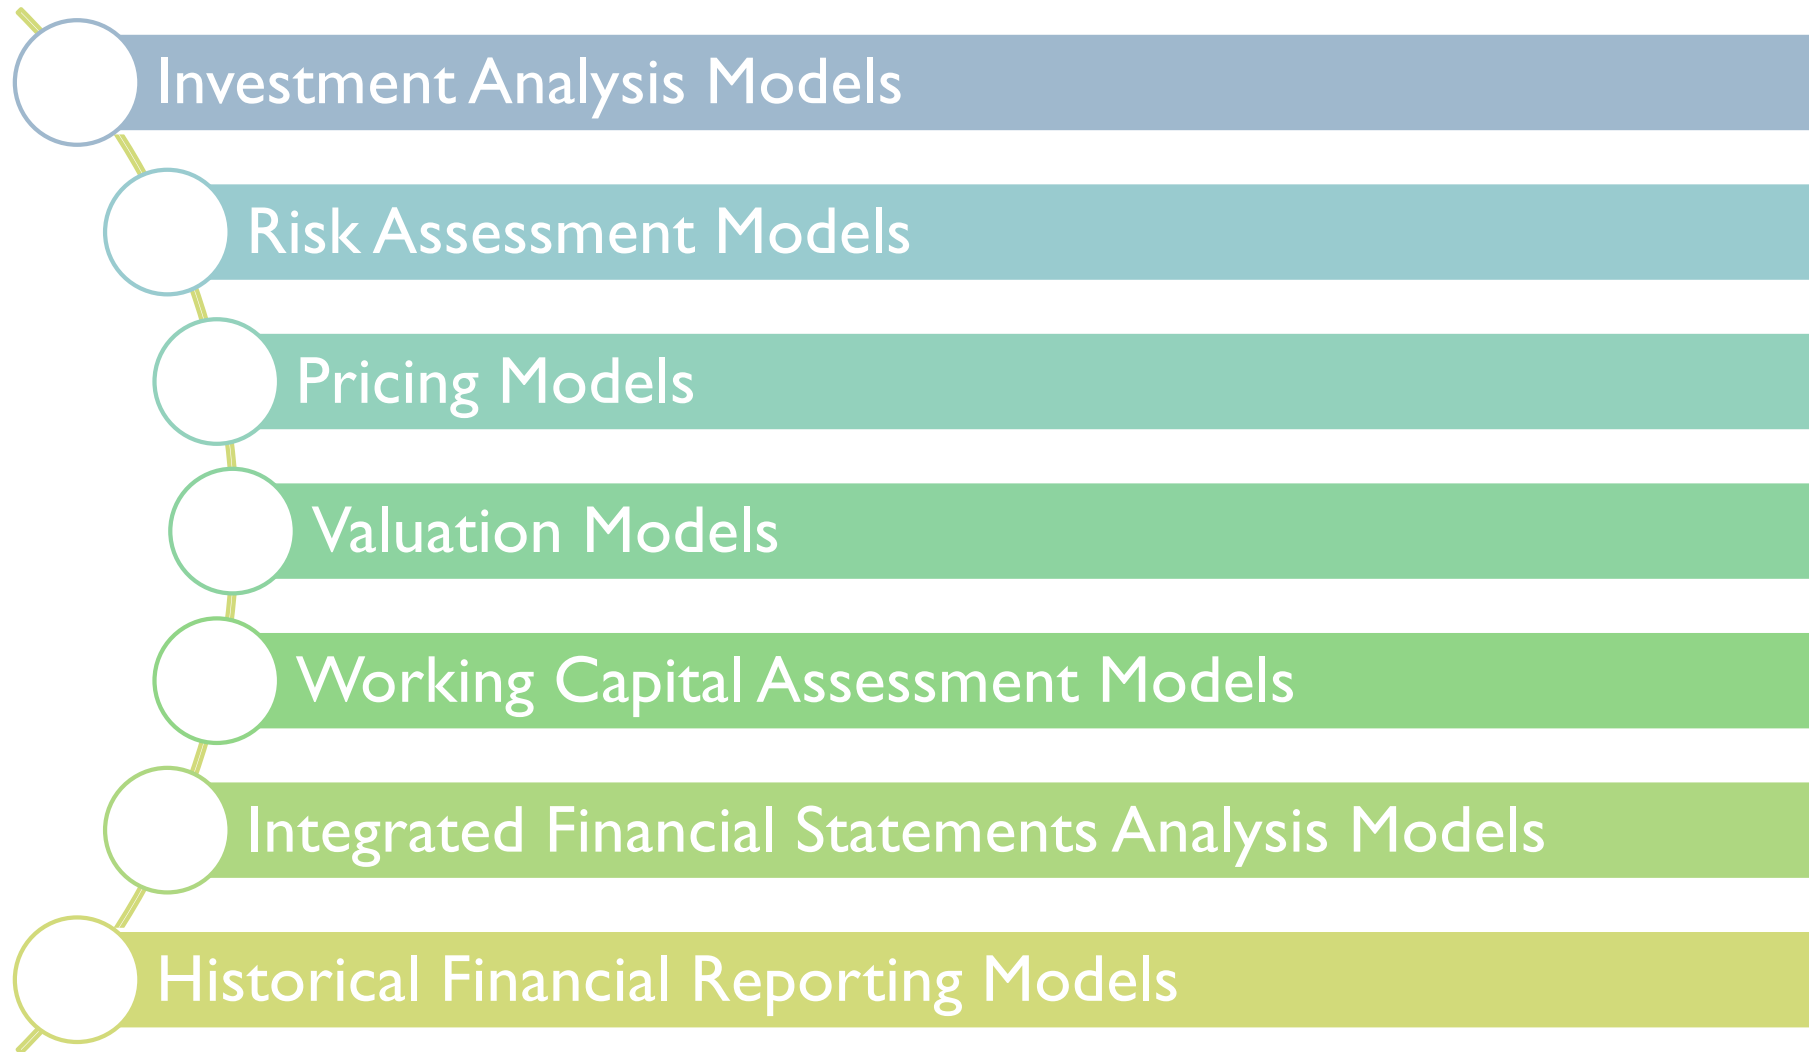 Investment Analysis Models
Risk Assessment Models
Pricing Models
Valuation Models
Working Capital Assessment Models
Integrated Financial Statements Analysis Models
Historical Financial Reporting Models